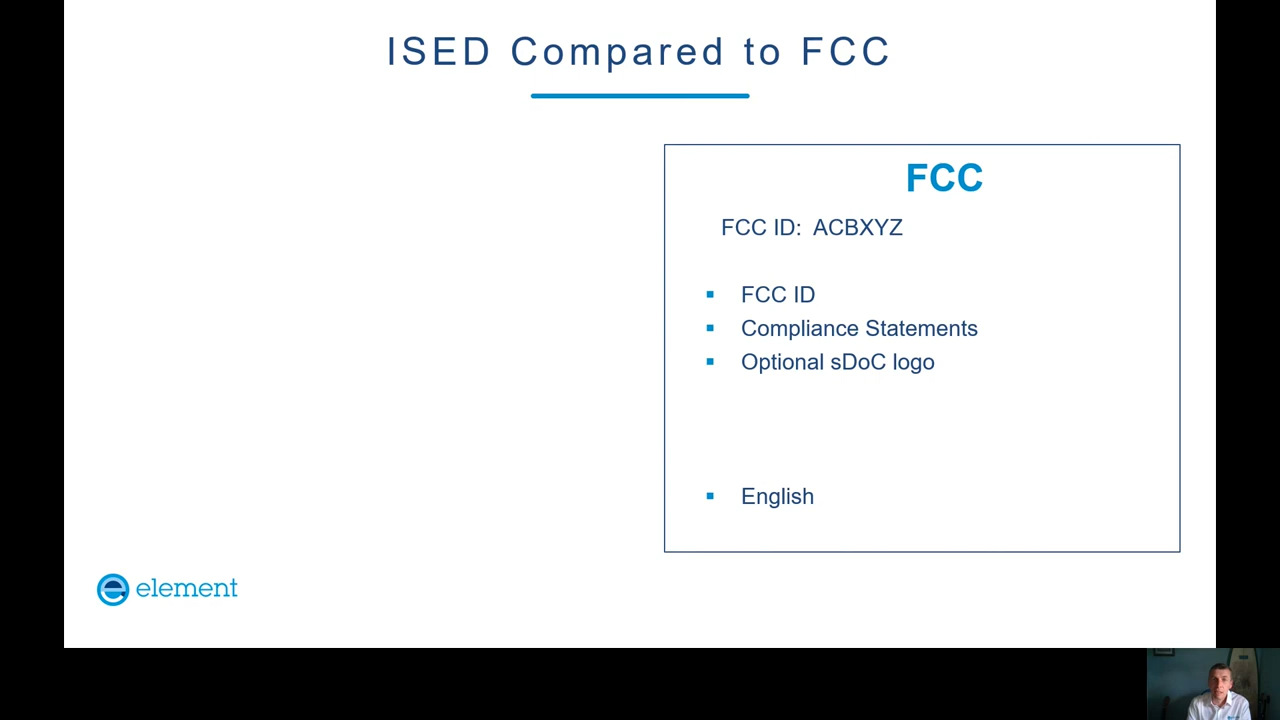 ISED Compared to FCC
FCC
FCC ID: ACBXYZ
FCC ID
Compliance Statements
Optional sDoC logo
English
element